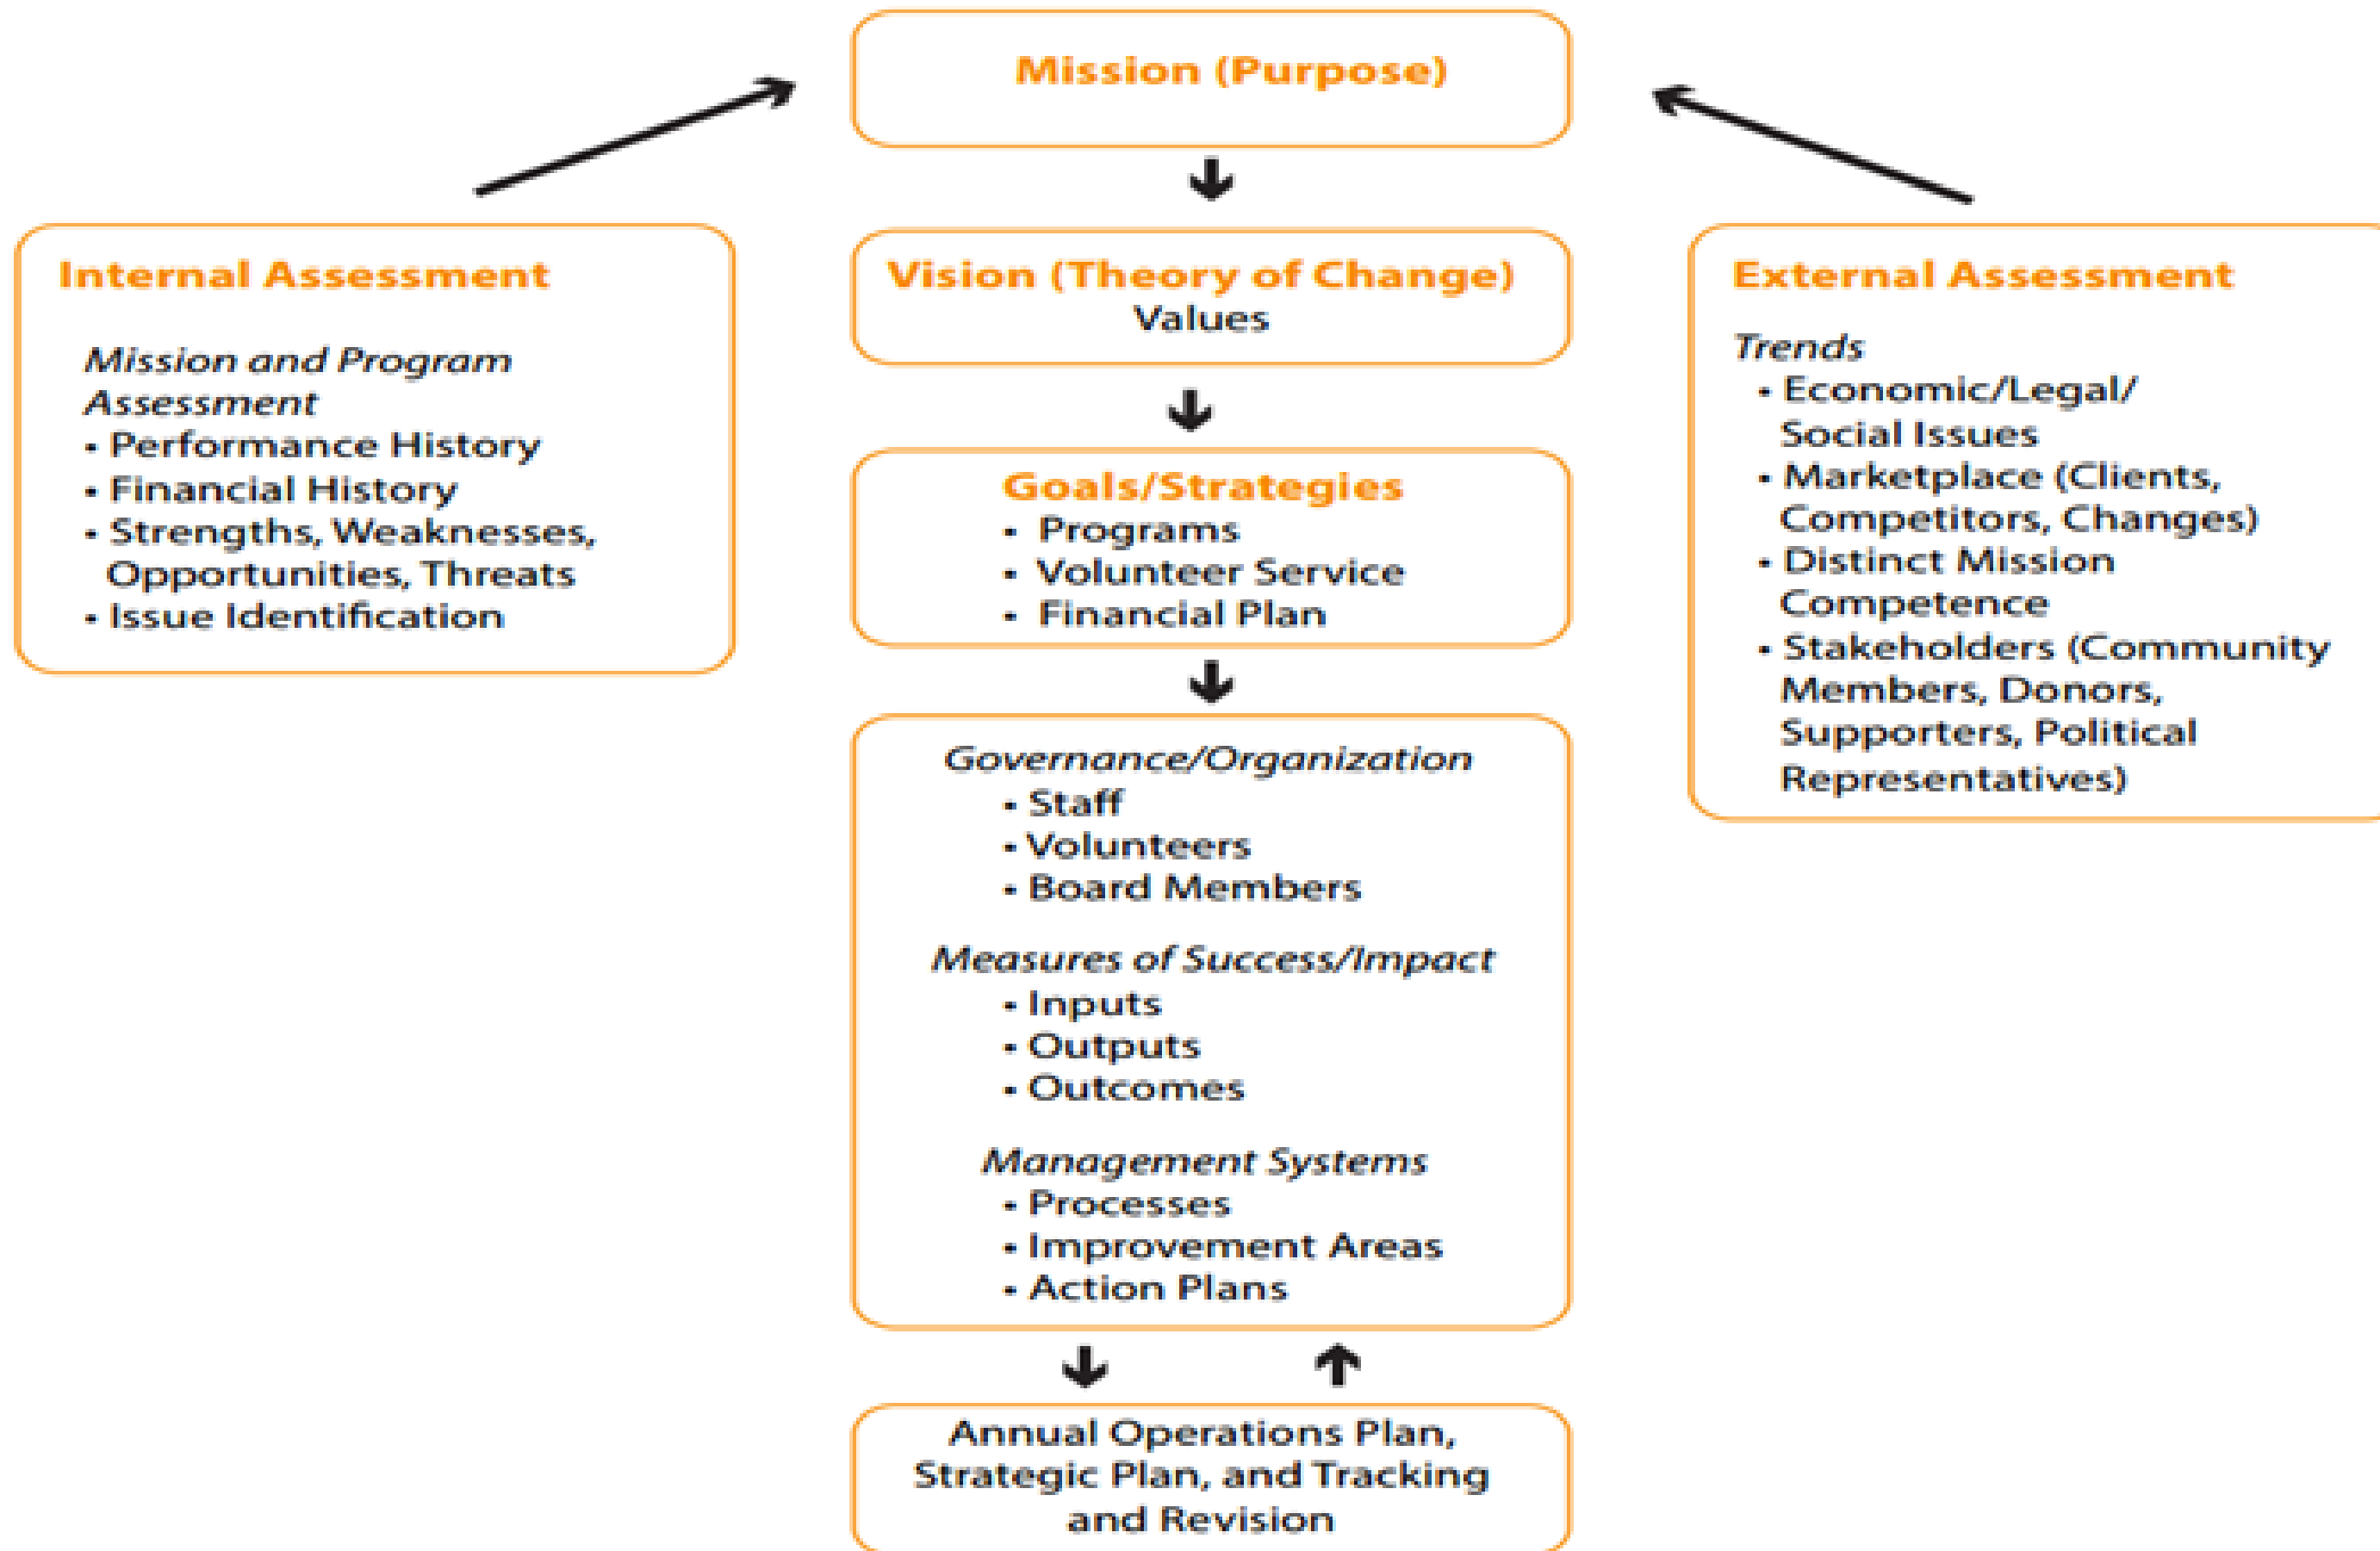 Mission (Purpose)
Internal Assessment
Mission and Program
Assessment
• Performance History
• Financial History
• Strengths, Weaknesses,
Opportunities, Threats
• Issue Identification
Vision (Theory of Change)
Values
Goals/Strategies
• Programs
• Volunteer Service
• Financial Plan
Governance/Organization
• Staff
• Volunteers
• Board Members
Measures of Success/Impact
• Inputs
• Outputs
• Outcomes
Management Systems
• Processes
• Improvement Areas
• Action Plans
Annual Operations Plan,
Strategic Plan, and Tracking
and Revision
External Assessment
Trends
• Economic/Legal/
Social Issues
• Marketplace (Clients,
Competitors, Changes)
• Distinct Mission
Competence
• Stakeholders (Community
Members, Donors,
Supporters, Political
Representatives)